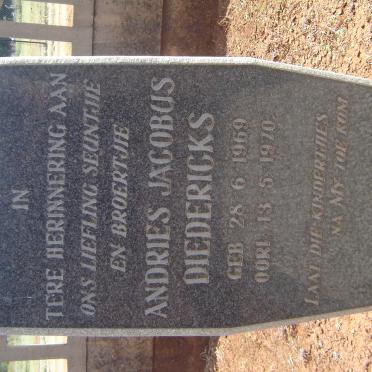 IN
TERE HERINNERING AAN
ONS LIEFLING SEUNTJIE
EN BROERTJIE
ANDRIES JACOBUS
DIEDERICKS
GEB 28 6 1969
OORL 13 5 1970.
LAAT DIE KINDERTJIES
NA MY TOE KOM